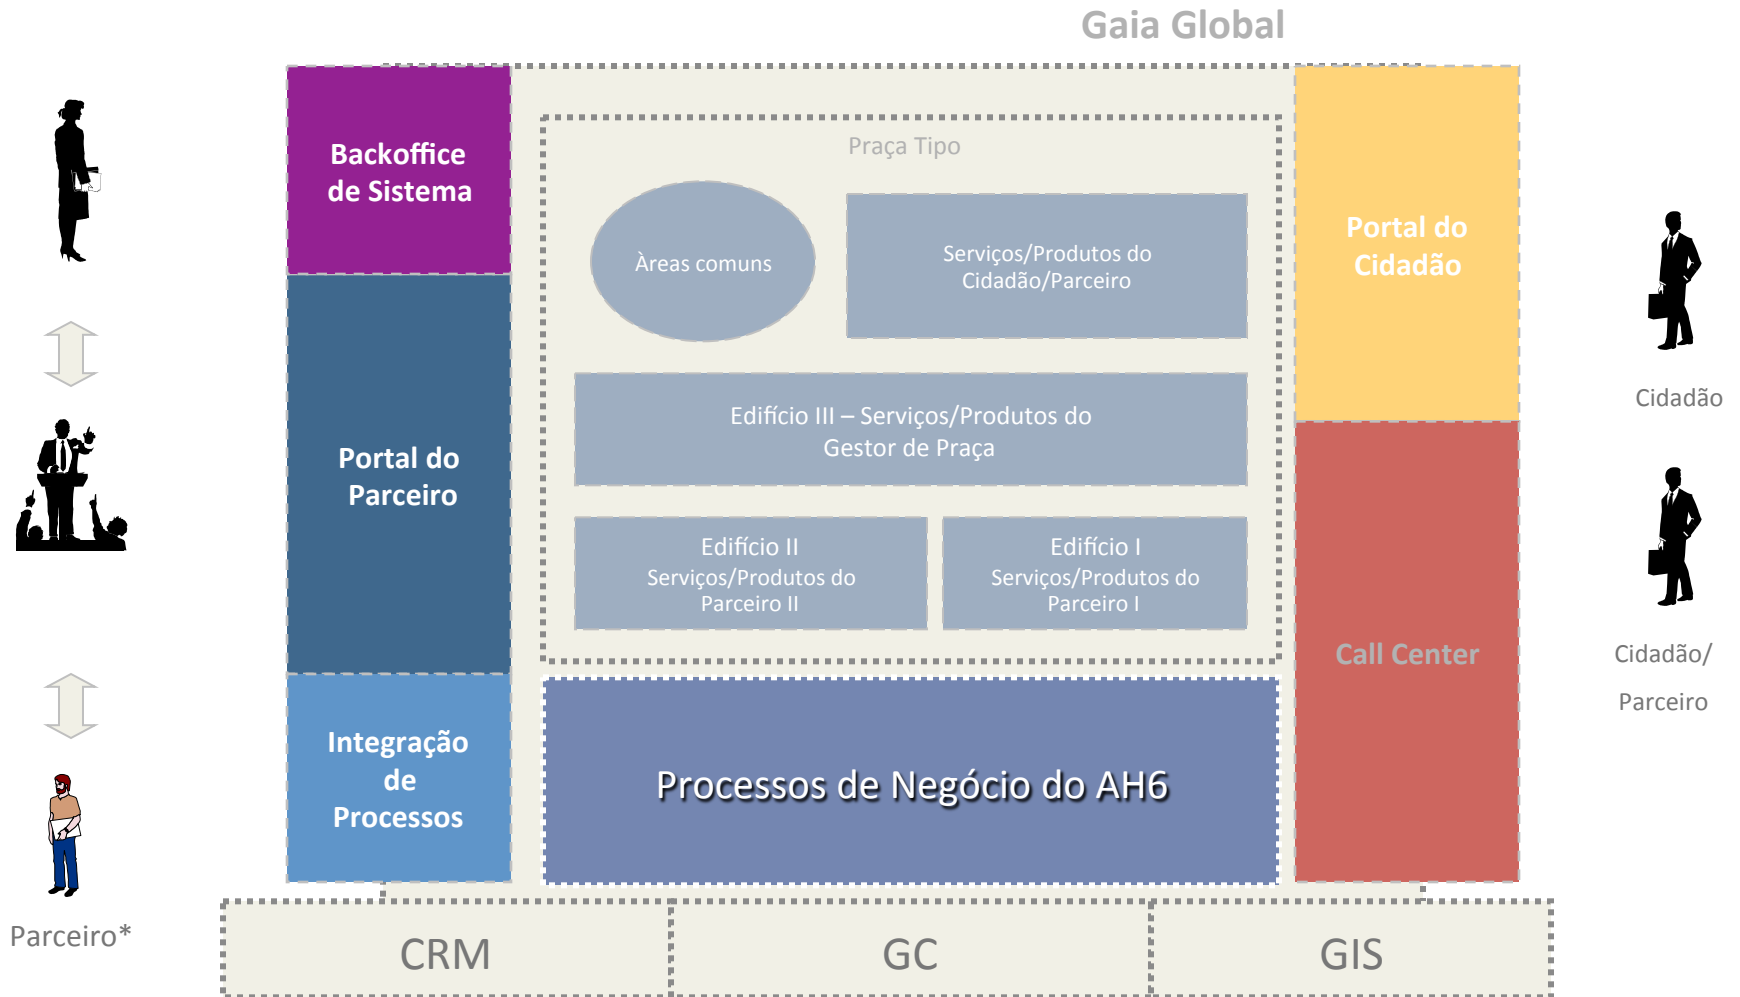 Gaia Global
Backoffice
de Sistema
Portal do
Parceiro
Integração
de
Processos
Praça Tipo
Àreas comuns
Serviços/Produtos do
Cidadão/Parceiro
Edifício III – Serviços/Produtos do
Gestor de Praça
Edifício II
Serviços/Produtos do
Parceiro II
Edifício I
Serviços/Produtos do
Parceiro I
Processos de Negócio do AH6
Portal do
Cidadão
Call Center
Cidadão
Cidadão/
Parceiro
Parceiro*
CRM
GC
GIS